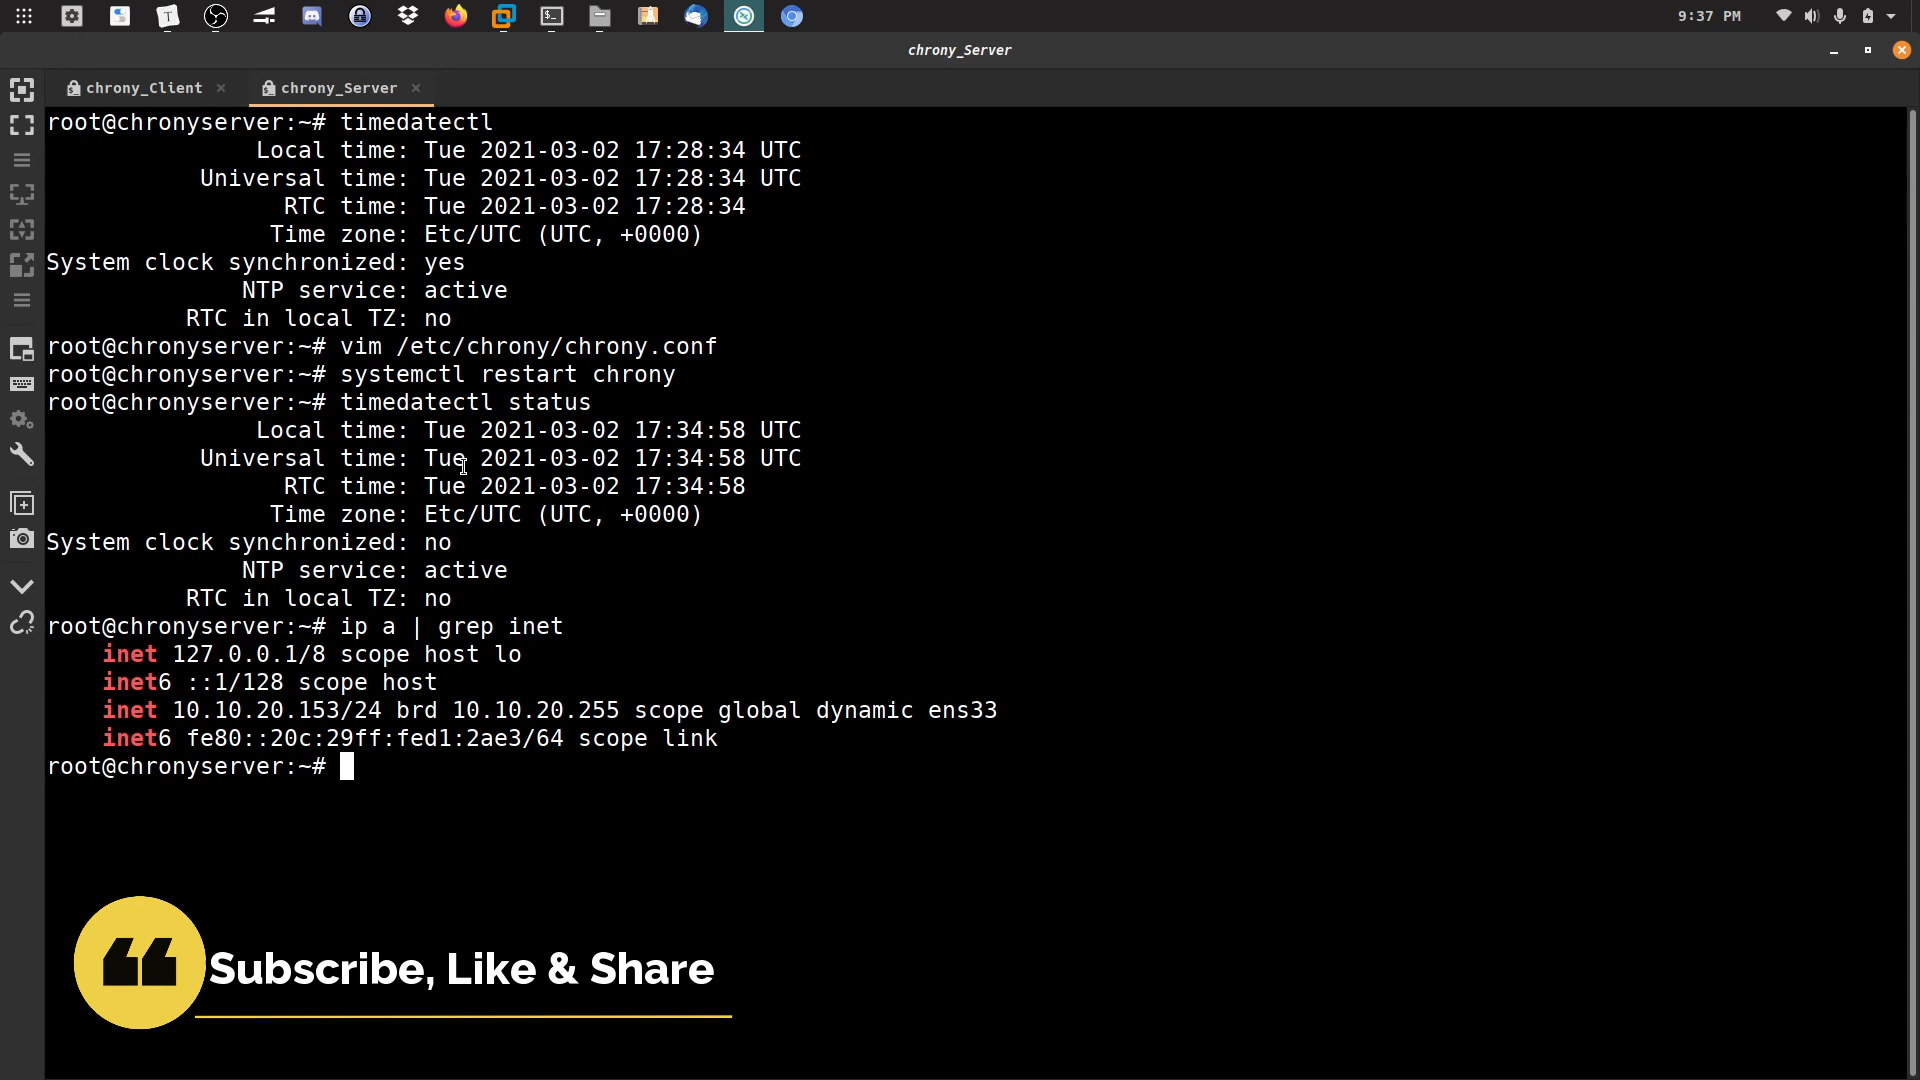 9:37 PM
chrony_Server
chrony_Client
chrony_Server
root@chronyserver:~# timedatectl
Local time: Tue 2021-03-02 17:28:34 UTC
Universal time: Tue 2021-03-02 17:28:34 UTC
RTC time: Tue 2021-03-02 17:28:34
Time zone: Etc/UTC (UTC, +0000)
System clock synchronized: yes
NTP service: active
RTC in local TZ: no
root@chronyserver:~# vim /etc/chrony/chrony.conf
root@chronyserver:~# systemctl restart chrony
root@chronyserver:~# timedatectl status
Local time: Tue 2021-03-02 17:34:58 UTC
Universal time: Tue 2021-03-02 17:34:58 UTC
RTC time: Tue 2021-03-02 17:34:58
Time zone: Etc/UTC (UTC, +0000)
System clock synchronized: no
NTP service: active
RTC in local TZ: no
root@chronyserver:~# ip a | grep inet
inet 127.0.0.1/8 scope host lo
inet6 ::1/128 scope host
inet 10.10.20.153/24 brd 10.10.20.255 scope global dynamic ens33
inet6 fe80::20c:29ff:fed1:2ae3/64 scope link
root@chronyserver:~#
Subscribe, Like & Share